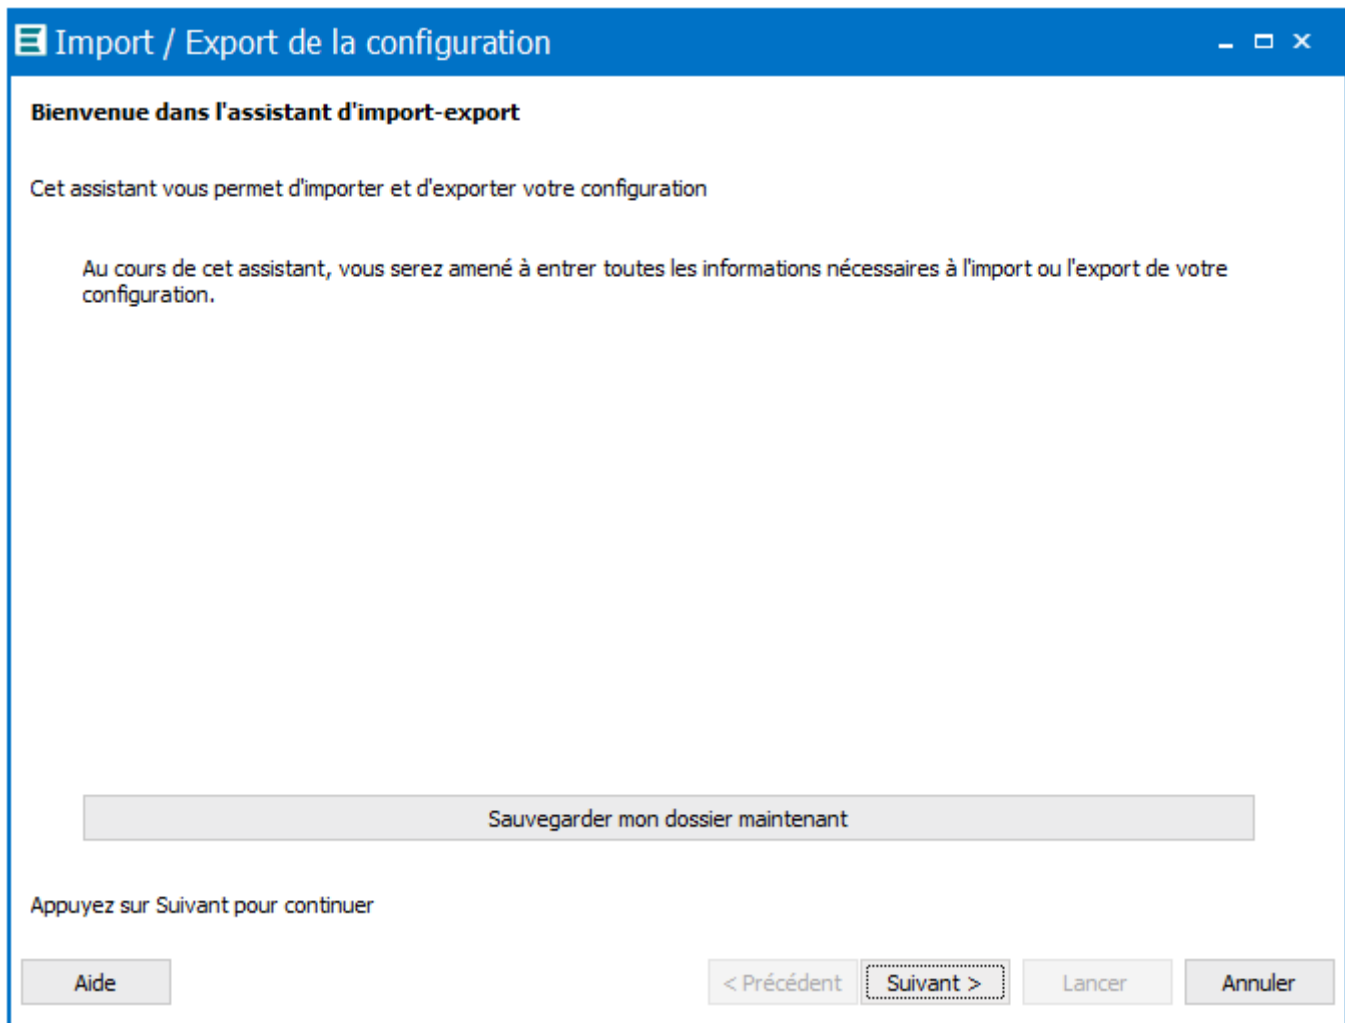 Import / Export de la configuration
Bienvenue dans l'assistant d'import-export
Cet assistant vous permet d'importer et d'exporter votre configuration
Au cours de cet assistant, vous serez amené à entrer toutes les informations nécessaires à l'import ou l'export de votre
configuration.
Sauvegarder mon dossier maintenant
Appuyez sur Suivant pour continuer
Aide < Précédent Suivant > Lancer Annuler